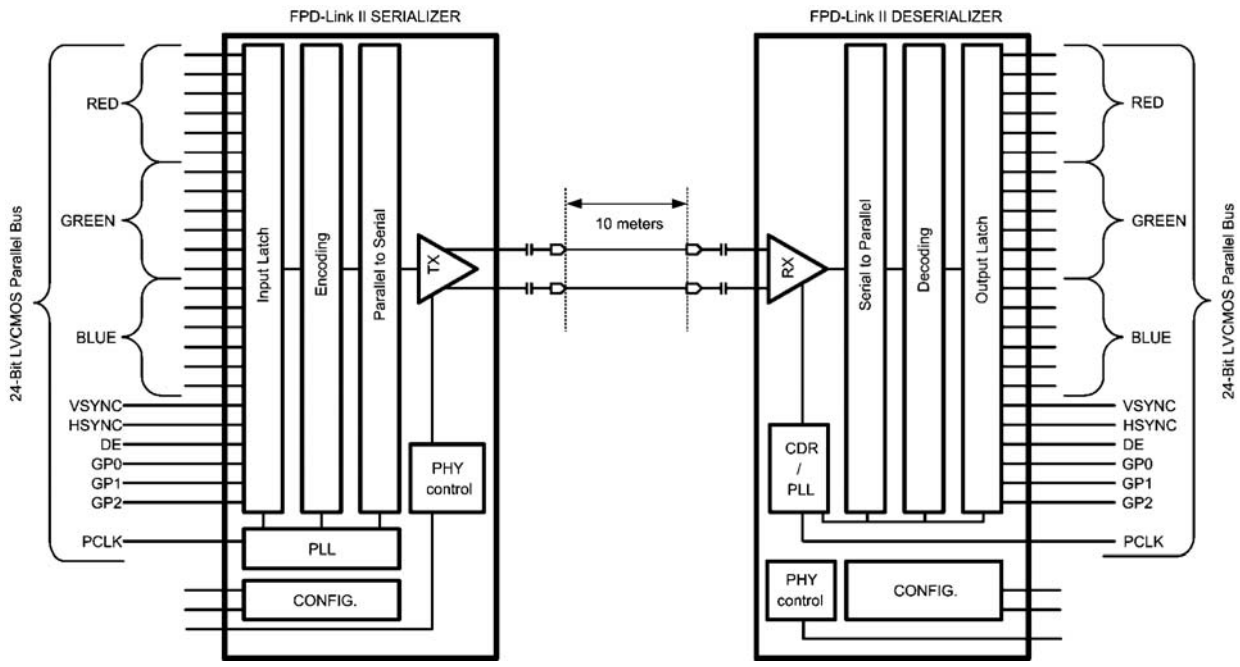 FPD-Link II SERIALIZER
24-Bit LVCMOS Parallel Bus
RED
GREEN
BLUE
VSYNC
HSYNC
DE
GP0
GP1
GP2
PCLK
Input Latch
Encoding
Parallel to Serial
TX
PHY
control
PLL
CONFIG.
10 meters
FPD-Link II DESERIALIZER
RX
CDR
/
PLL
Serial to Parallel
Decoding
Output Latch
PHY
control
CONFIG.
RED
GREEN
BLUE
VSYNC
HSYNC
DE
GP0
GP1
GP2
PCLK
24-Bit LVCMOS Parallel Bus